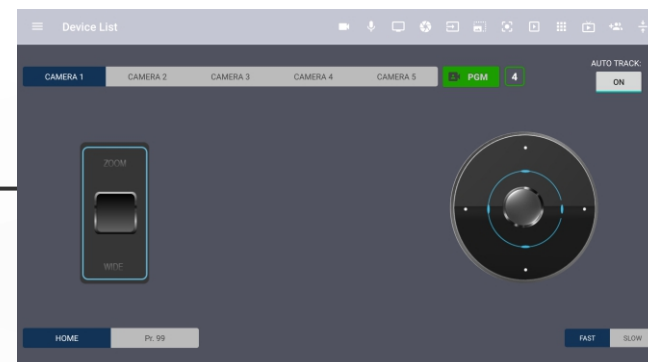 Device List
AUTO TRACK:
CAMERA 1 CAMERA 2 CAMERA 3 CAMERA 4 CAMERA 5 PGM 4
ON
ZOOM
WIDE
HOME Pr. 99
FAST SLOW